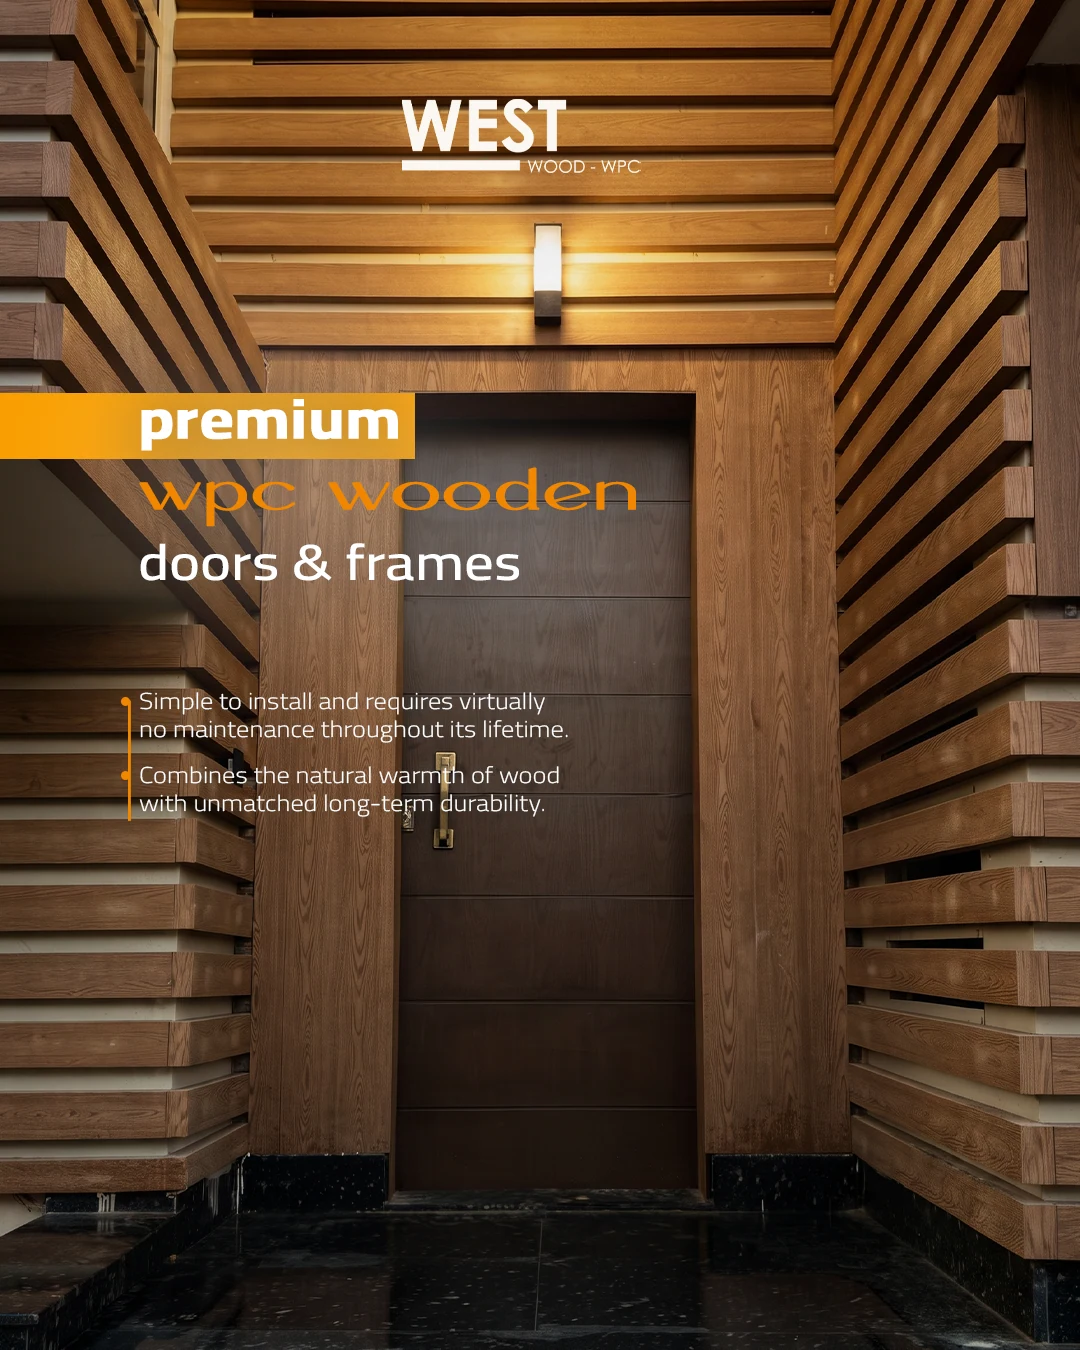 WEST
WOOD - WPC
premium
wpc wooden
doors & frames
Simple to install and requires virtually
no maintenance throughout its lifetime.
Combines the natural warmth of wood
with unmatched long-term durability.